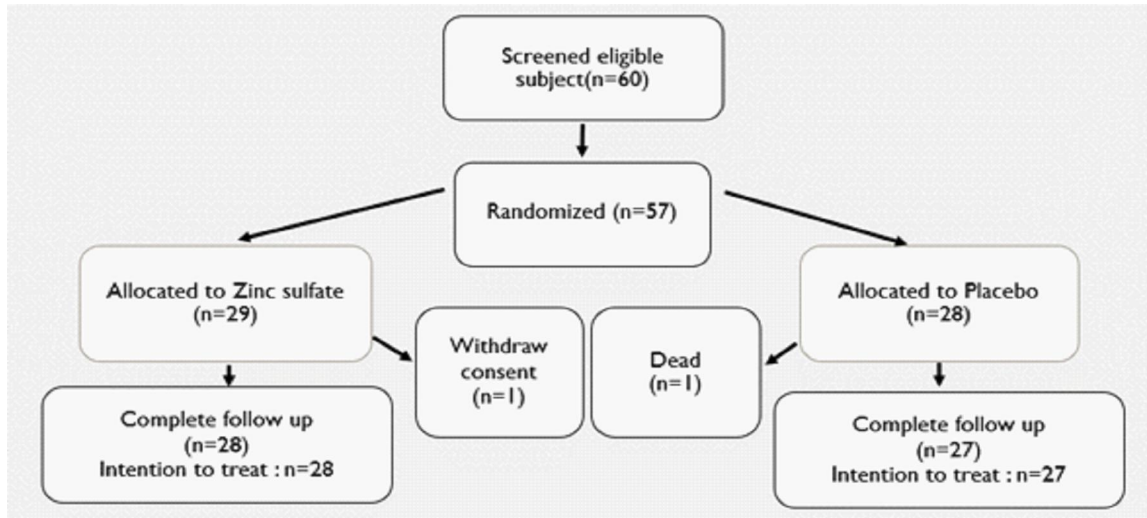 Screened eligible
subject(n=60)
Randomized (n=57)
Allocated to Zinc sulfate
(n=29)
Allocated to Placebo
(n=28)
Withdraw
consent
(n=1)
Dead
(n=1)
Complete follow up
(n=28)
Intention to treat : n=28
Complete follow up
(n=27)
Intention to treat : n=27